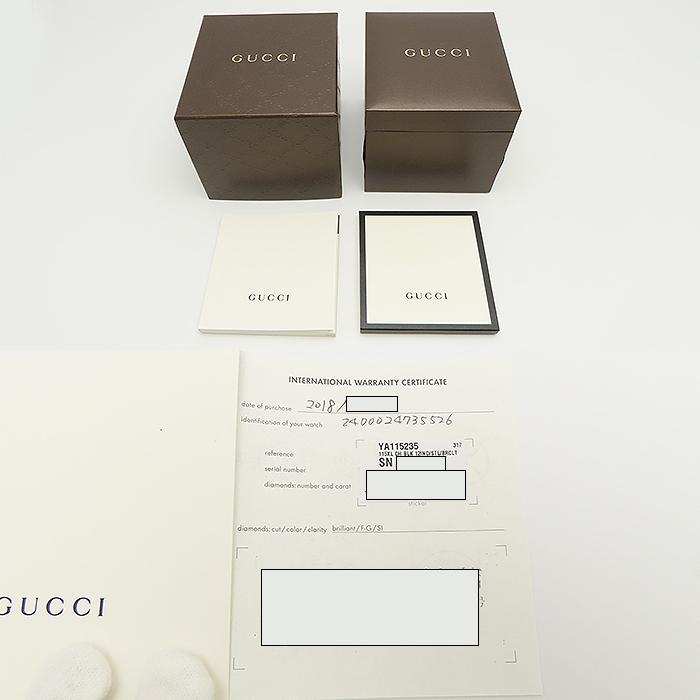 GUCCI
GUCCI
GUCCI
GUCCI
GUCCI
INTERNATIONAL WARRANTY CERTIFICATE
date of purchase 2018/
identification of your watch 2400024735526
reference YA115235 317
115XL CH BLK 12IND/STL/BRCLT
serial number SN
diamonds: number and carat
sticker
diamonds: cut/color/clarity brilliant/F-G/SI